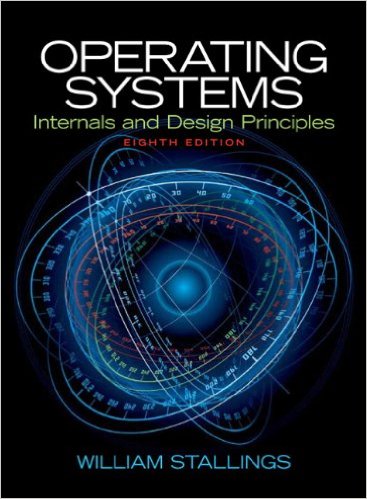 OPERATING
SYSTEMS
Internals and Design Principles
EIGHTH EDITION
WILLIAM STALLINGS